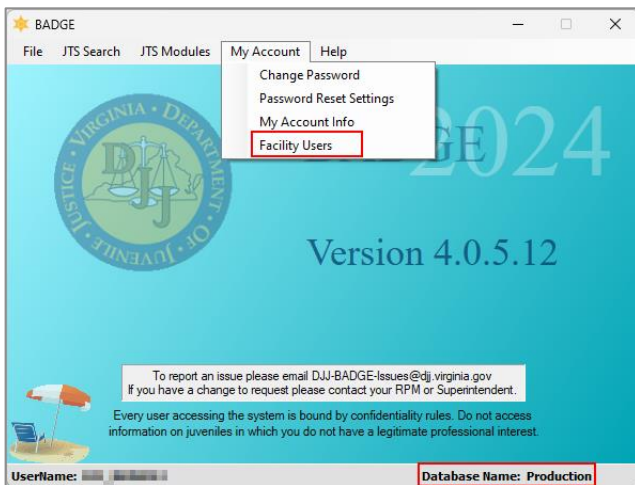 BADGE
File JTS Search JTS Modules My Account Help
Change Password
Password Reset Settings
My Account Info
Facility Users
2024
VIRGINIA • DEPARTMENT OF JUVENILE JUSTICE
DJJ
Version 4.0.5.12
To report an issue please email DJJ-BADGE-Issues@djj.virginia.gov
If you have a change to request please contact your RPM or Superintendent.
Every user accessing the system is bound by confidentiality rules. Do not access
information on juveniles in which you do not have a legitimate professional interest.
UserName:
Database Name: Production